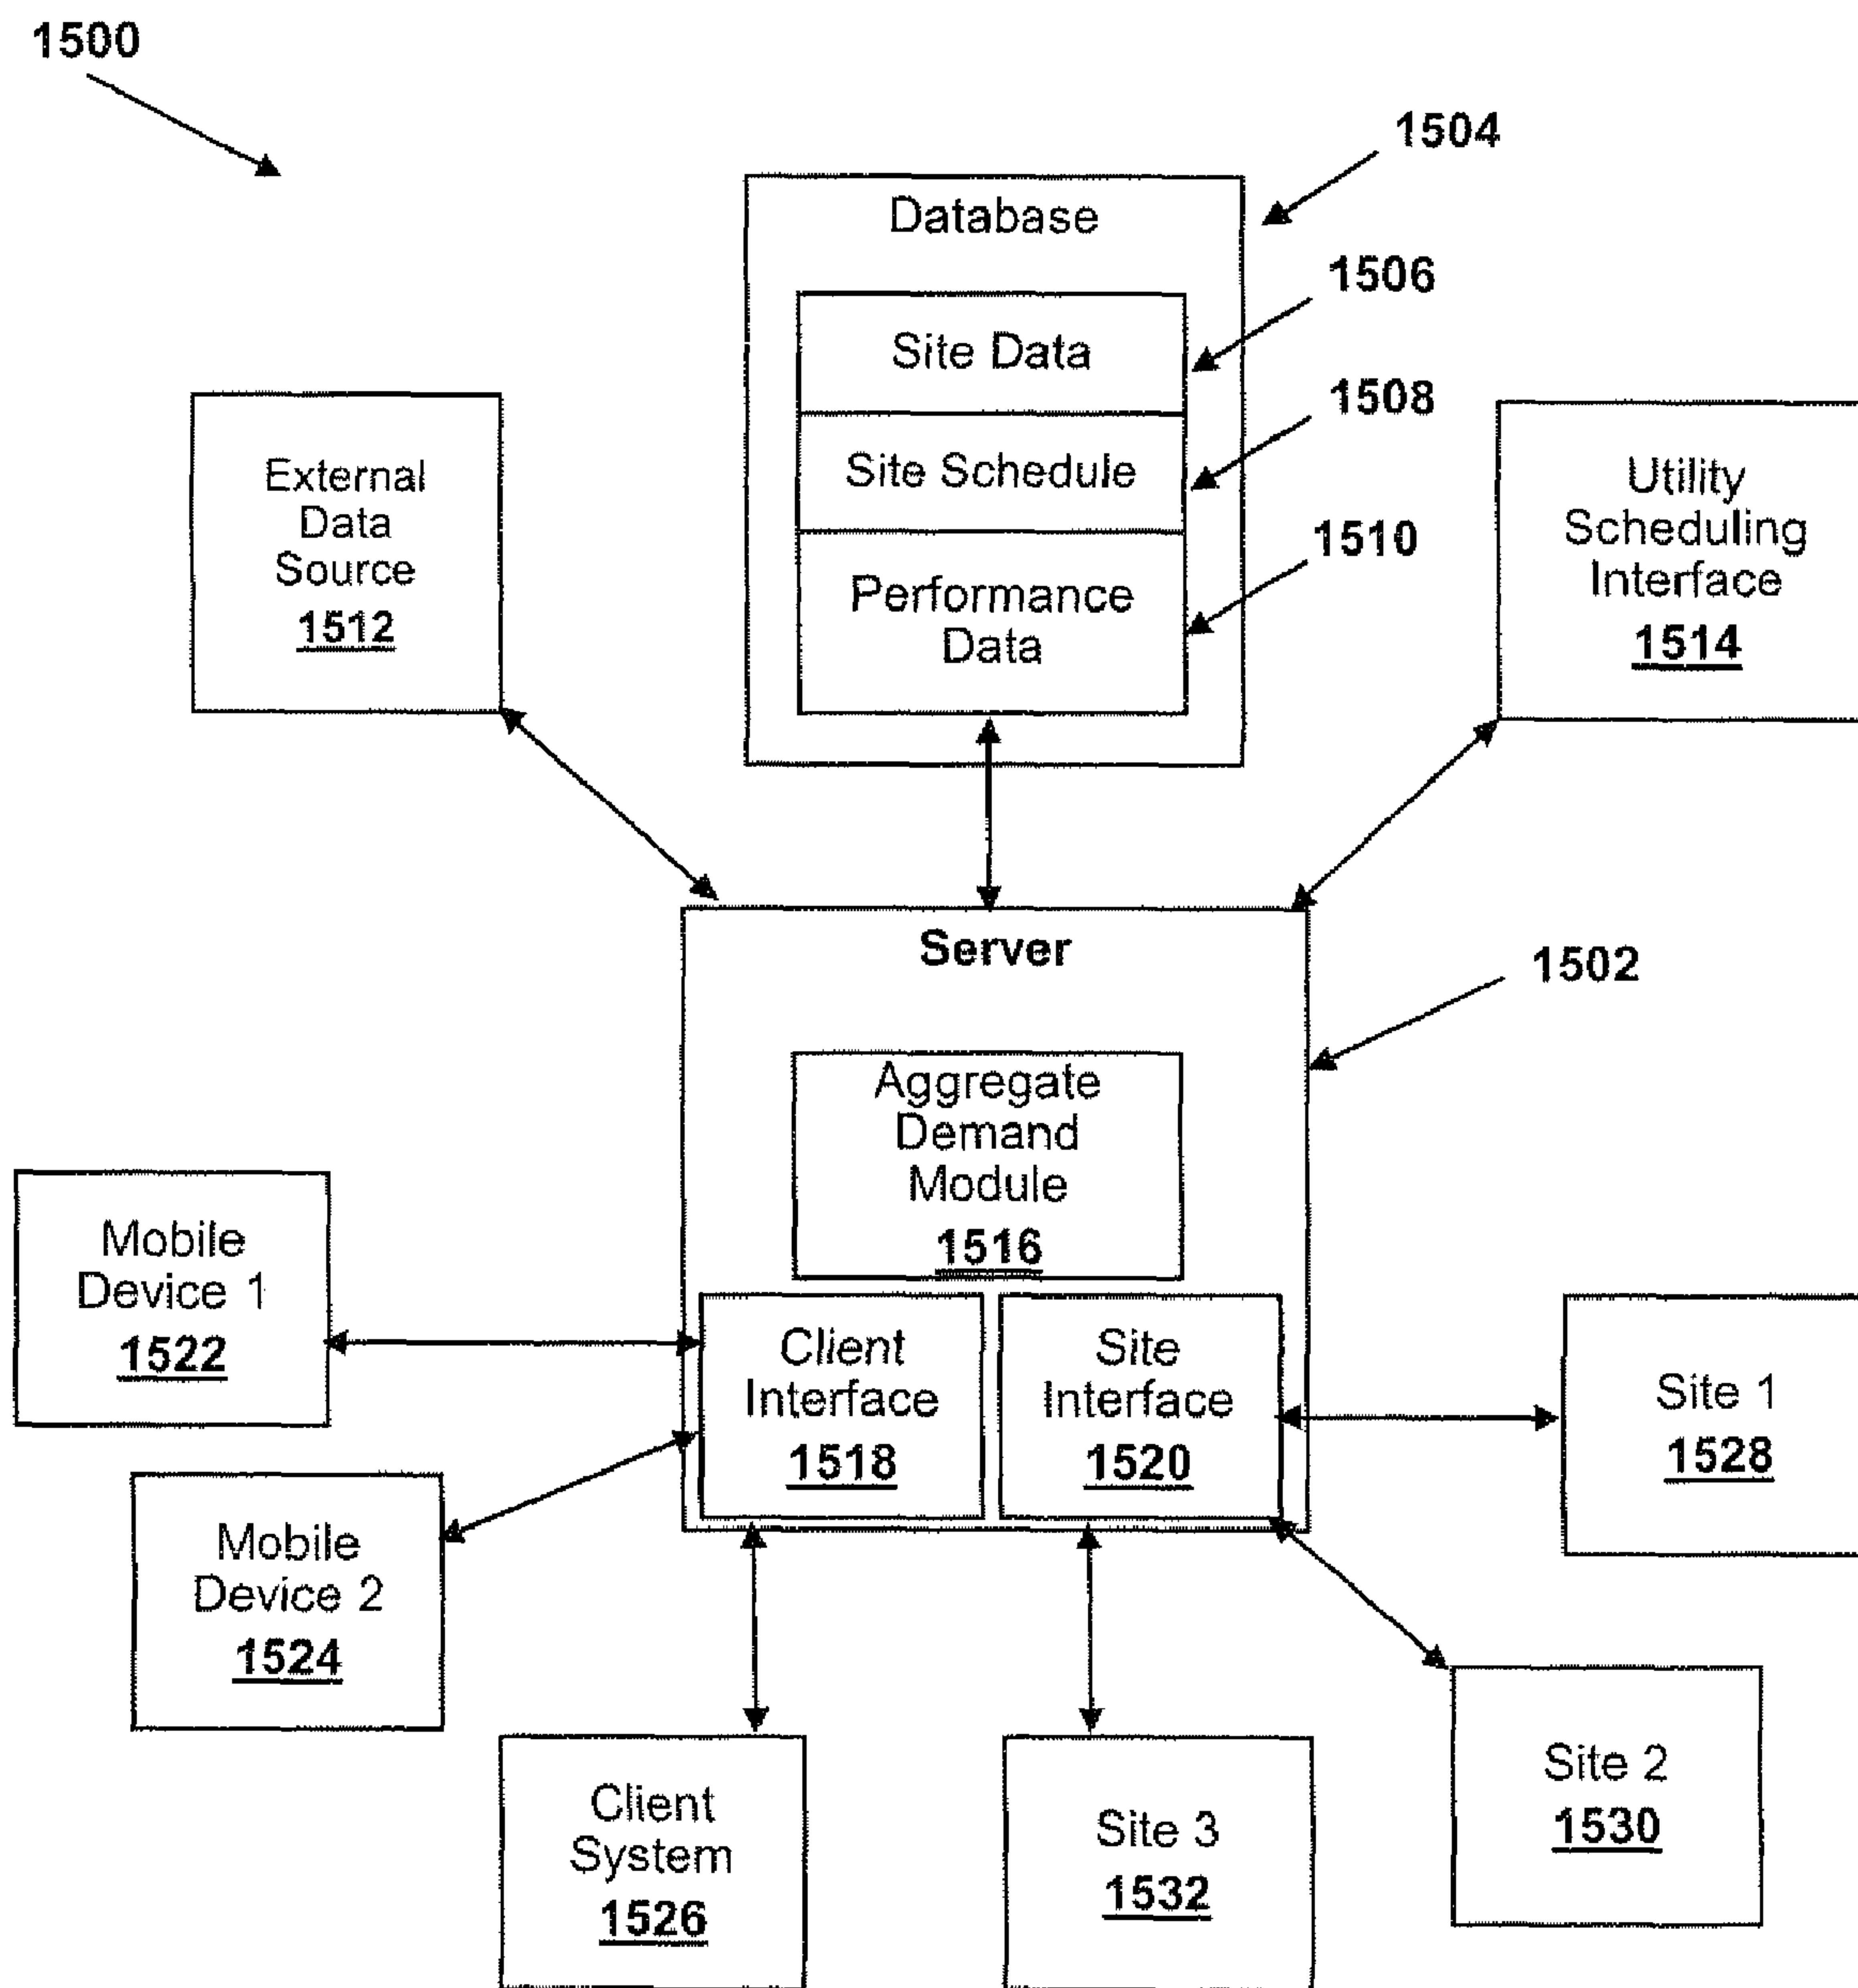 1500
1504
Database
1506
Site Data
1508
Site Schedule
1510
Performance
Data
External
Data
Source
1512
Utility
Scheduling
Interface
1514
Server
1502
Aggregate
Demand
Module
1516
Mobile
Device 1
1522
Client
Interface
1518
Site
Interface
1520
Site 1
1528
Mobile
Device 2
1524
Client
System
1526
Site 3
1532
Site 2
1530